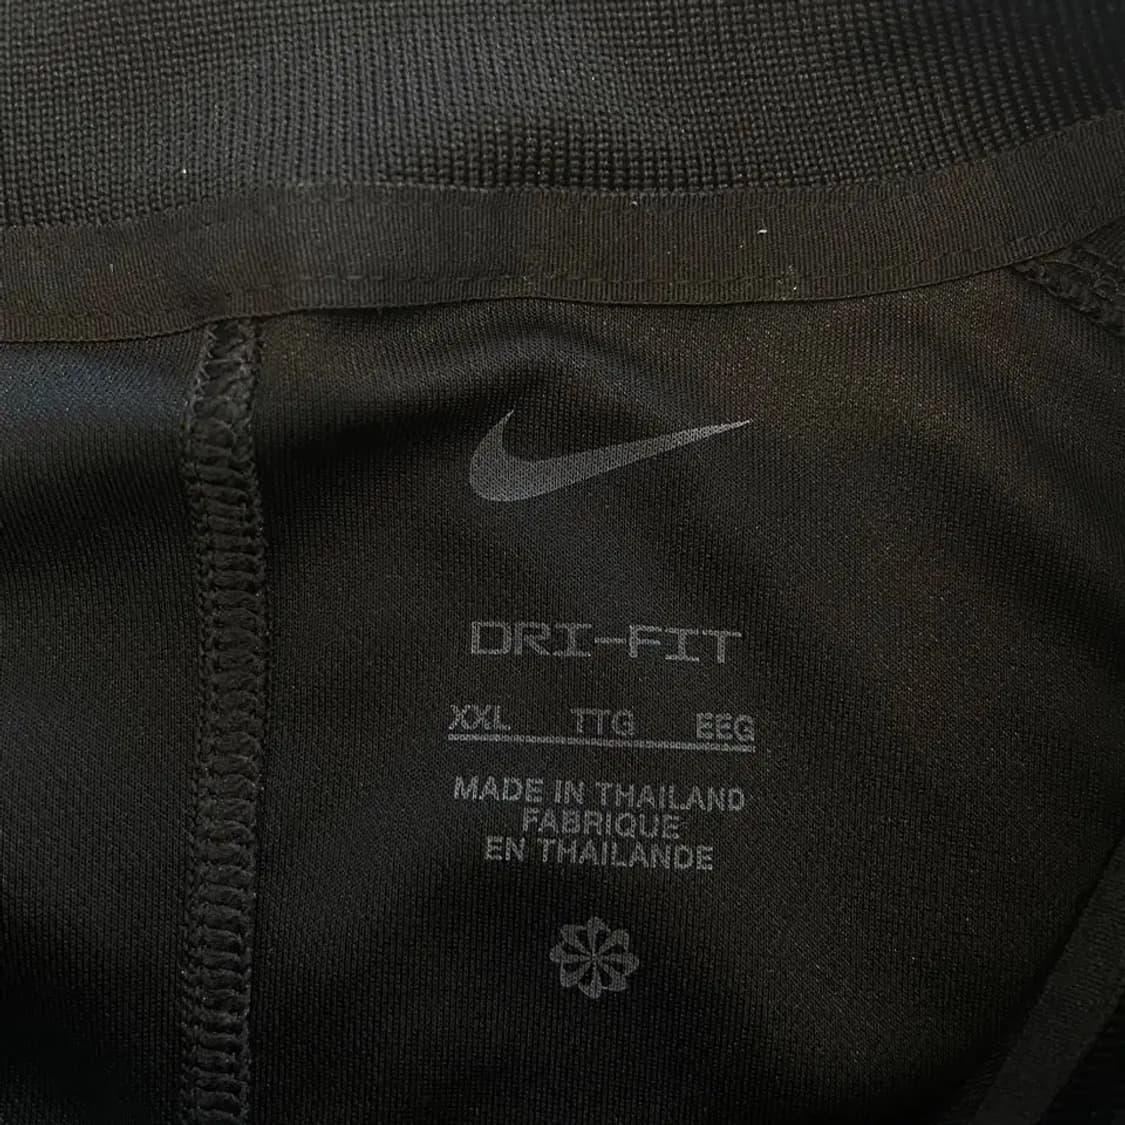 DRI-FIT
XXL TTG EEG
MADE IN THAILAND
FABRIQUE
EN THAILANDE